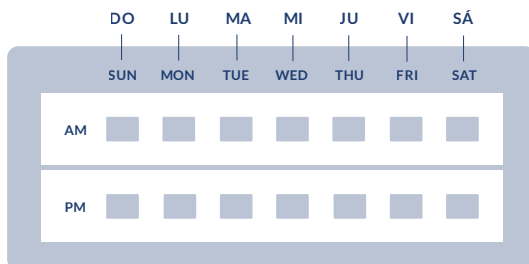 DO LU MA MI JU VI SÁ
SUN MON TUE WED THU FRI SAT
AM
PM